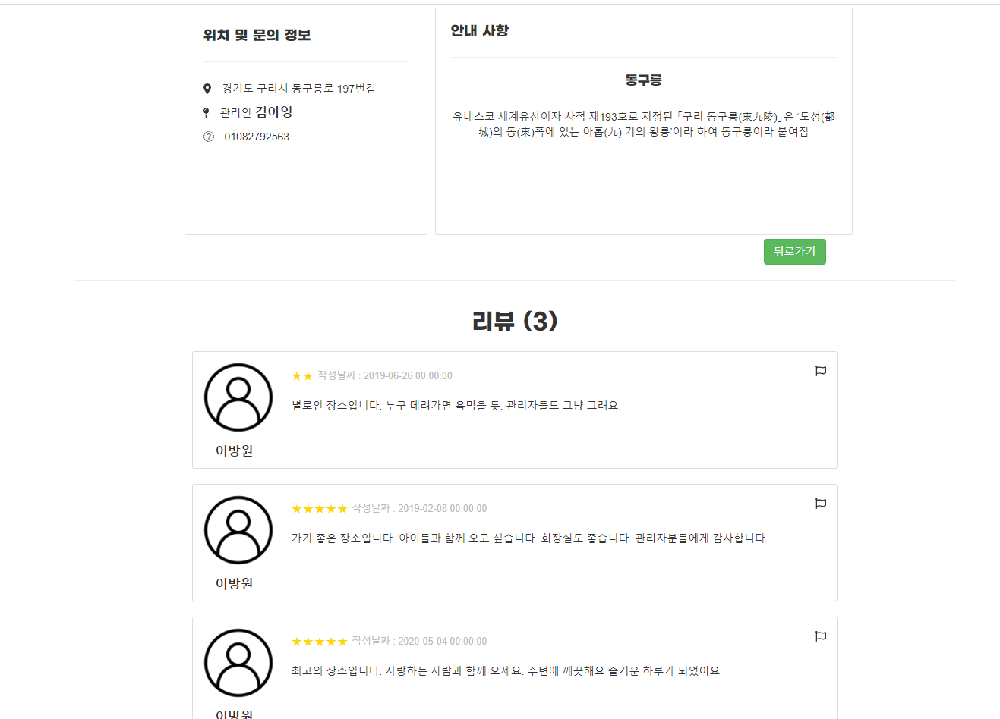 위치 및 문의 정보
경기도 구리시 동구릉로 197번길
관리인 김아영
01082792563
안내 사항
동구릉
유네스코 세계유산이자 사적 제193호로 지정된 ｢구리 동구릉(東九陵)｣은 ‘도성(都
城)의 동(東)쪽에 있는 아홉(九) 기의 왕릉’이라 하여 동구릉이라 붙여짐
뒤로가기
리뷰 (3)
★★ 작성날짜 : 2019-06-26 00:00:00
별로인 장소입니다. 누구 데려가면 욕먹을 듯. 관리자들도 그냥 그래요.
이방원
★★★★★ 작성날짜 : 2019-02-08 00:00:00
가기 좋은 장소입니다. 아이들과 함께 오고 싶습니다. 화장실도 좋습니다. 관리자분들에게 감사합니다.
이방원
★★★★★ 작성날짜 : 2020-05-04 00:00:00
최고의 장소입니다. 사랑하는 사람과 함께 오세요. 주변에 깨끗해요 즐거운 하루가 되었어요
이방원